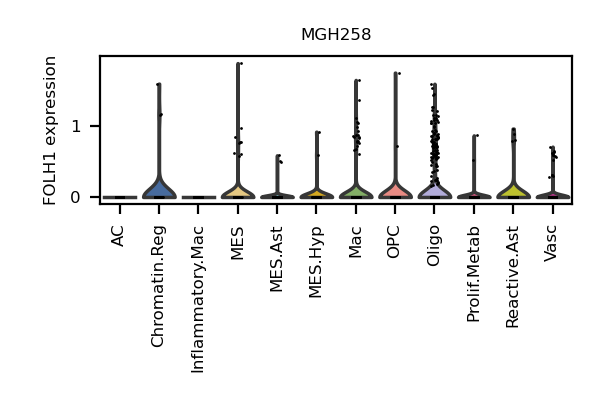 MGH258
FOLH1 expression
1
0
AC
Chromatin.Reg
Inflammatory.Mac
MES
MES.Ast
MES.Hyp
Mac
OPC
Oligo
Prolif.Metab
Reactive.Ast
Vasc